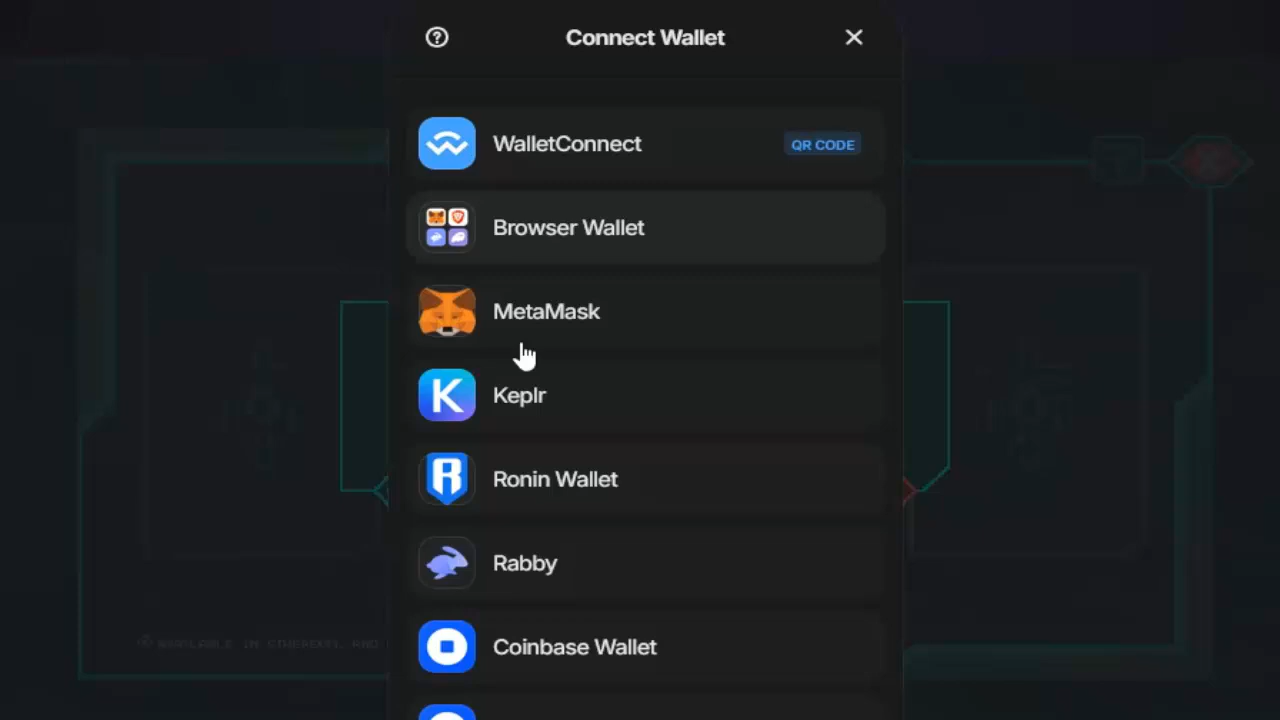 Connect Wallet
WalletConnect
QR CODE
Browser Wallet
MetaMask
Keplr
Ronin Wallet
Rabby
Coinbase Wallet